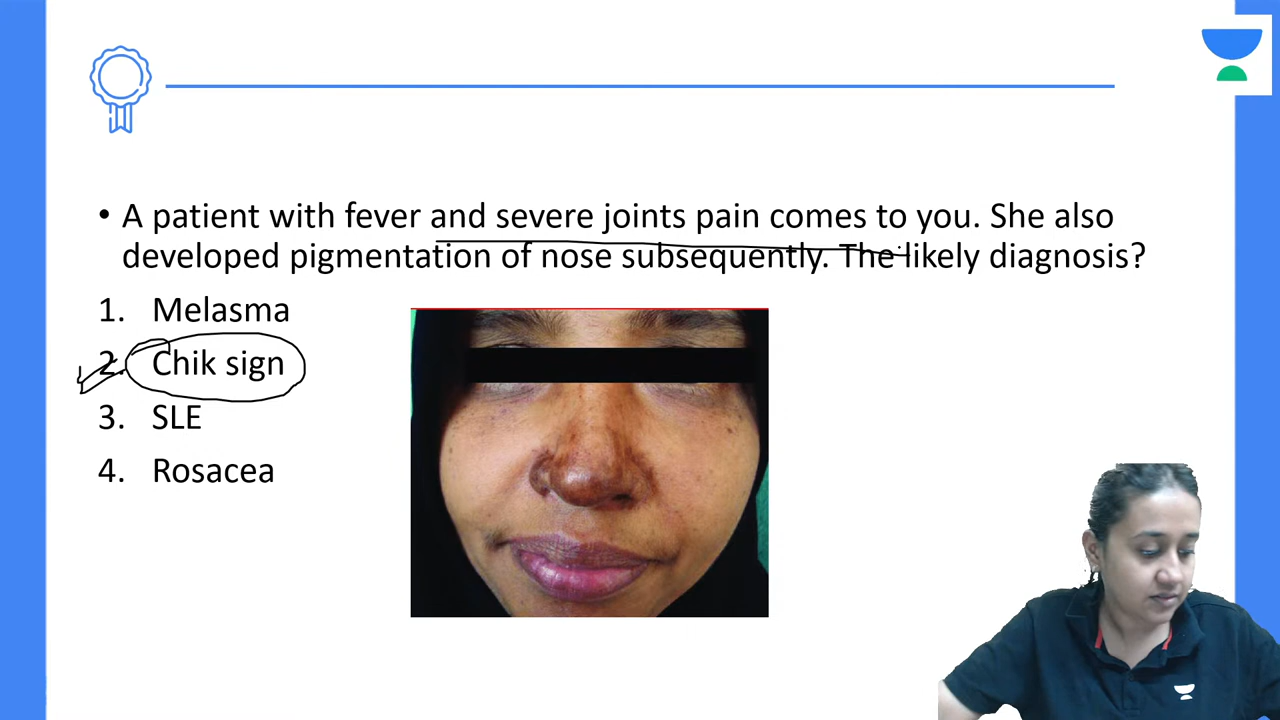 • A patient with fever and severe joints pain comes to you. She also
developed pigmentation of nose subsequently. The likely diagnosis?
1. Melasma
2. Chik sign
3. SLE
4. Rosacea